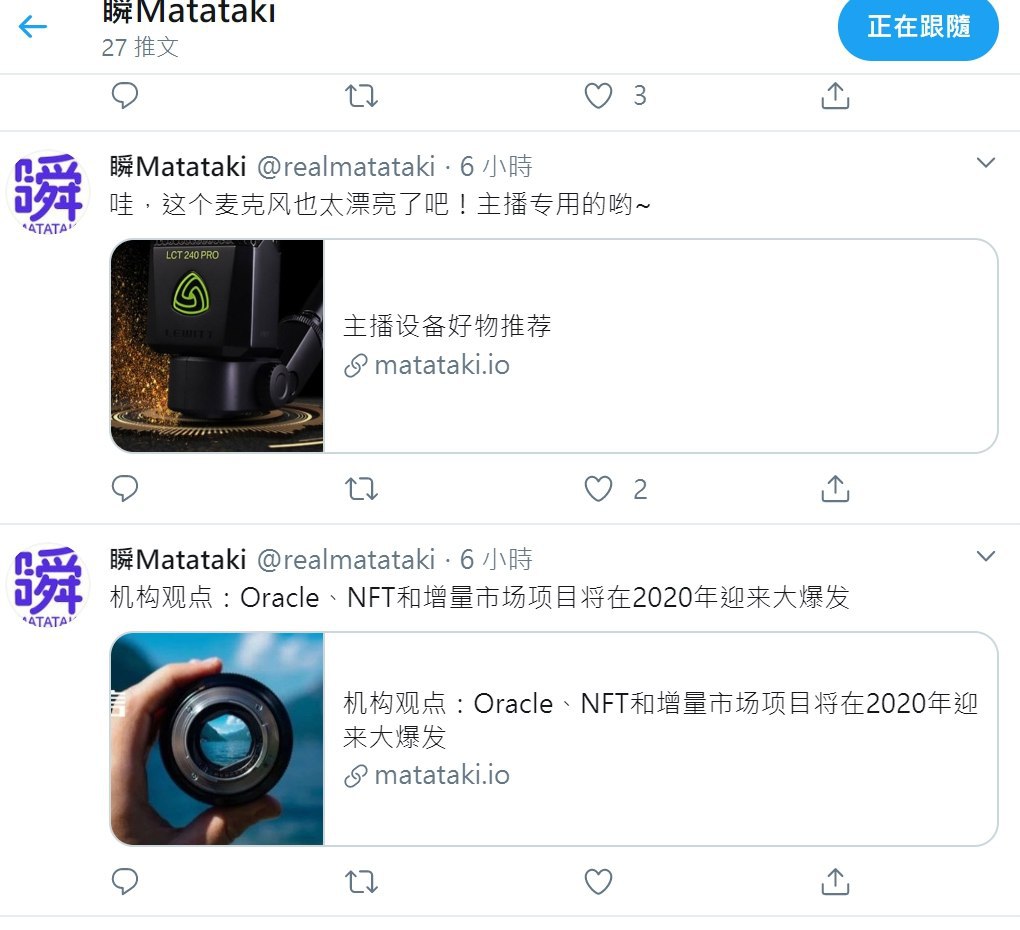 瞬Matataki
27 推文
正在跟隨
3
瞬
MATATAKI
瞬Matataki @realmatataki · 6 小時
哇，这个麦克风也太漂亮了吧！主播专用的哟~
LCT 240 PRO
LEWITT
主播设备好物推荐
matataki.io
2
瞬
MATATAKI
瞬Matataki @realmatataki · 6 小時
机构观点：Oracle、NFT和增量市场项目将在2020年迎来大爆发
言
机构观点：Oracle、NFT和增量市场项目将在2020年迎
来大爆发
matataki.io